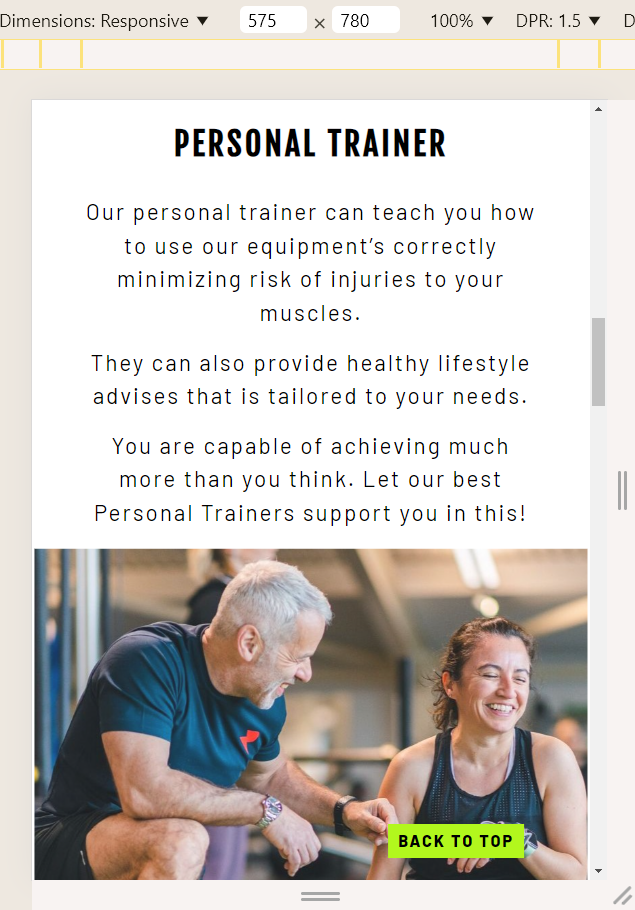 Dimensions: Responsive ▼ 575 × 780 100% ▼ DPR: 1.5 ▼ D
PERSONAL TRAINER
Our personal trainer can teach you how
to use our equipment’s correctly
minimizing risk of injuries to your
muscles.
They can also provide healthy lifestyle
advises that is tailored to your needs.
You are capable of achieving much
more than you think. Let our best
Personal Trainers support you in this!
BACK TO TOP